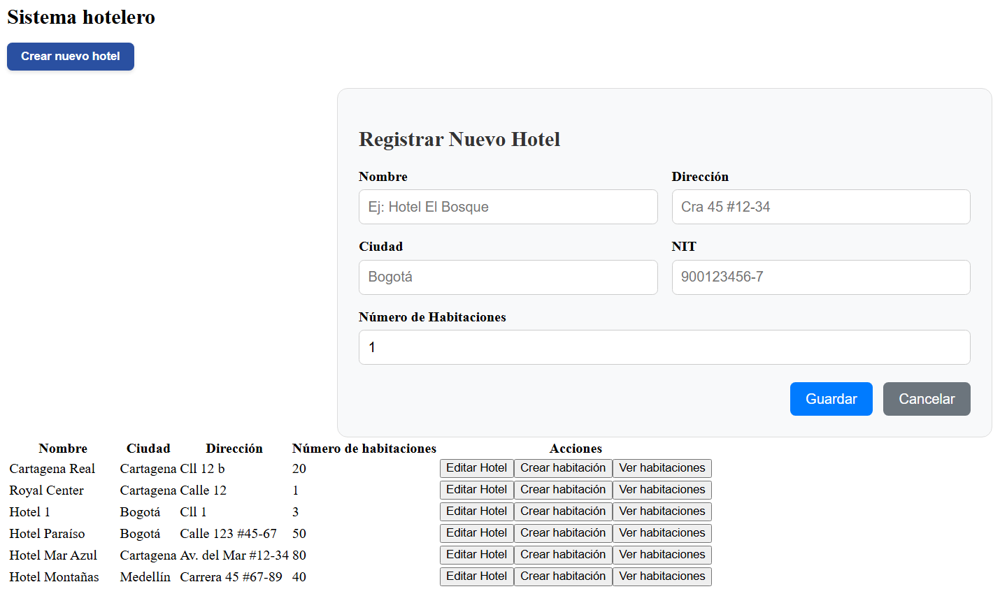 Sistema hotelero
Crear nuevo hotel
Registrar Nuevo Hotel
Nombre Dirección
Ej: Hotel El Bosque Cra 45 #12-34
Ciudad NIT
Bogotá 900123456-7
Número de Habitaciones
1
Guardar Cancelar
Nombre Ciudad Dirección Número de habitaciones Acciones
Cartagena Real Cartagena Cll 12 b 20 Editar Hotel Crear habitación Ver habitaciones
Royal Center Cartagena Calle 12 1 Editar Hotel Crear habitación Ver habitaciones
Hotel 1 Bogotá Cll 1 3 Editar Hotel Crear habitación Ver habitaciones
Hotel Paraíso Bogotá Calle 123 #45-67 50 Editar Hotel Crear habitación Ver habitaciones
Hotel Mar Azul Cartagena Av. del Mar #12-34 80 Editar Hotel Crear habitación Ver habitaciones
Hotel Montañas Medellín Carrera 45 #67-89 40 Editar Hotel Crear habitación Ver habitaciones